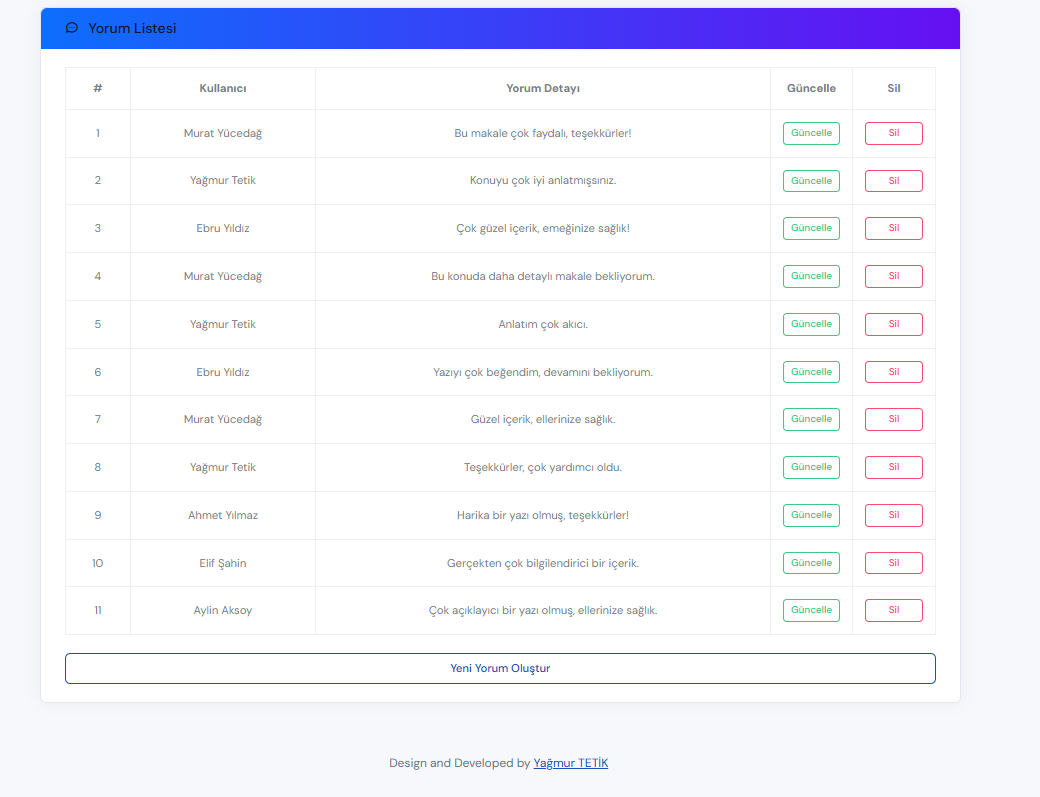 Yorum Listesi
# Kullanıcı Yorum Detayı Güncelle Sil
1 Murat Yücedağ Bu makale çok faydalı, teşekkürler! Güncelle Sil
2 Yağmur Tetik Konuyu çok iyi anlatmışsınız. Güncelle Sil
3 Ebru Yıldız Çok güzel içerik, emeğinize sağlık! Güncelle Sil
4 Murat Yücedağ Bu konuda daha detaylı makale bekliyorum. Güncelle Sil
5 Yağmur Tetik Anlatım çok akıcı. Güncelle Sil
6 Ebru Yıldız Yazıyı çok beğendim, devamını bekliyorum. Güncelle Sil
7 Murat Yücedağ Güzel içerik, ellerinize sağlık. Güncelle Sil
8 Yağmur Tetik Teşekkürler, çok yardımcı oldu. Güncelle Sil
9 Ahmet Yılmaz Harika bir yazı olmuş, teşekkürler! Güncelle Sil
10 Elif Şahin Gerçekten çok bilgilendirici bir içerik. Güncelle Sil
11 Aylin Aksoy Çok açıklayıcı bir yazı olmuş, ellerinize sağlık. Güncelle Sil
Yeni Yorum Oluştur
Design and Developed by Yağmur TETİK